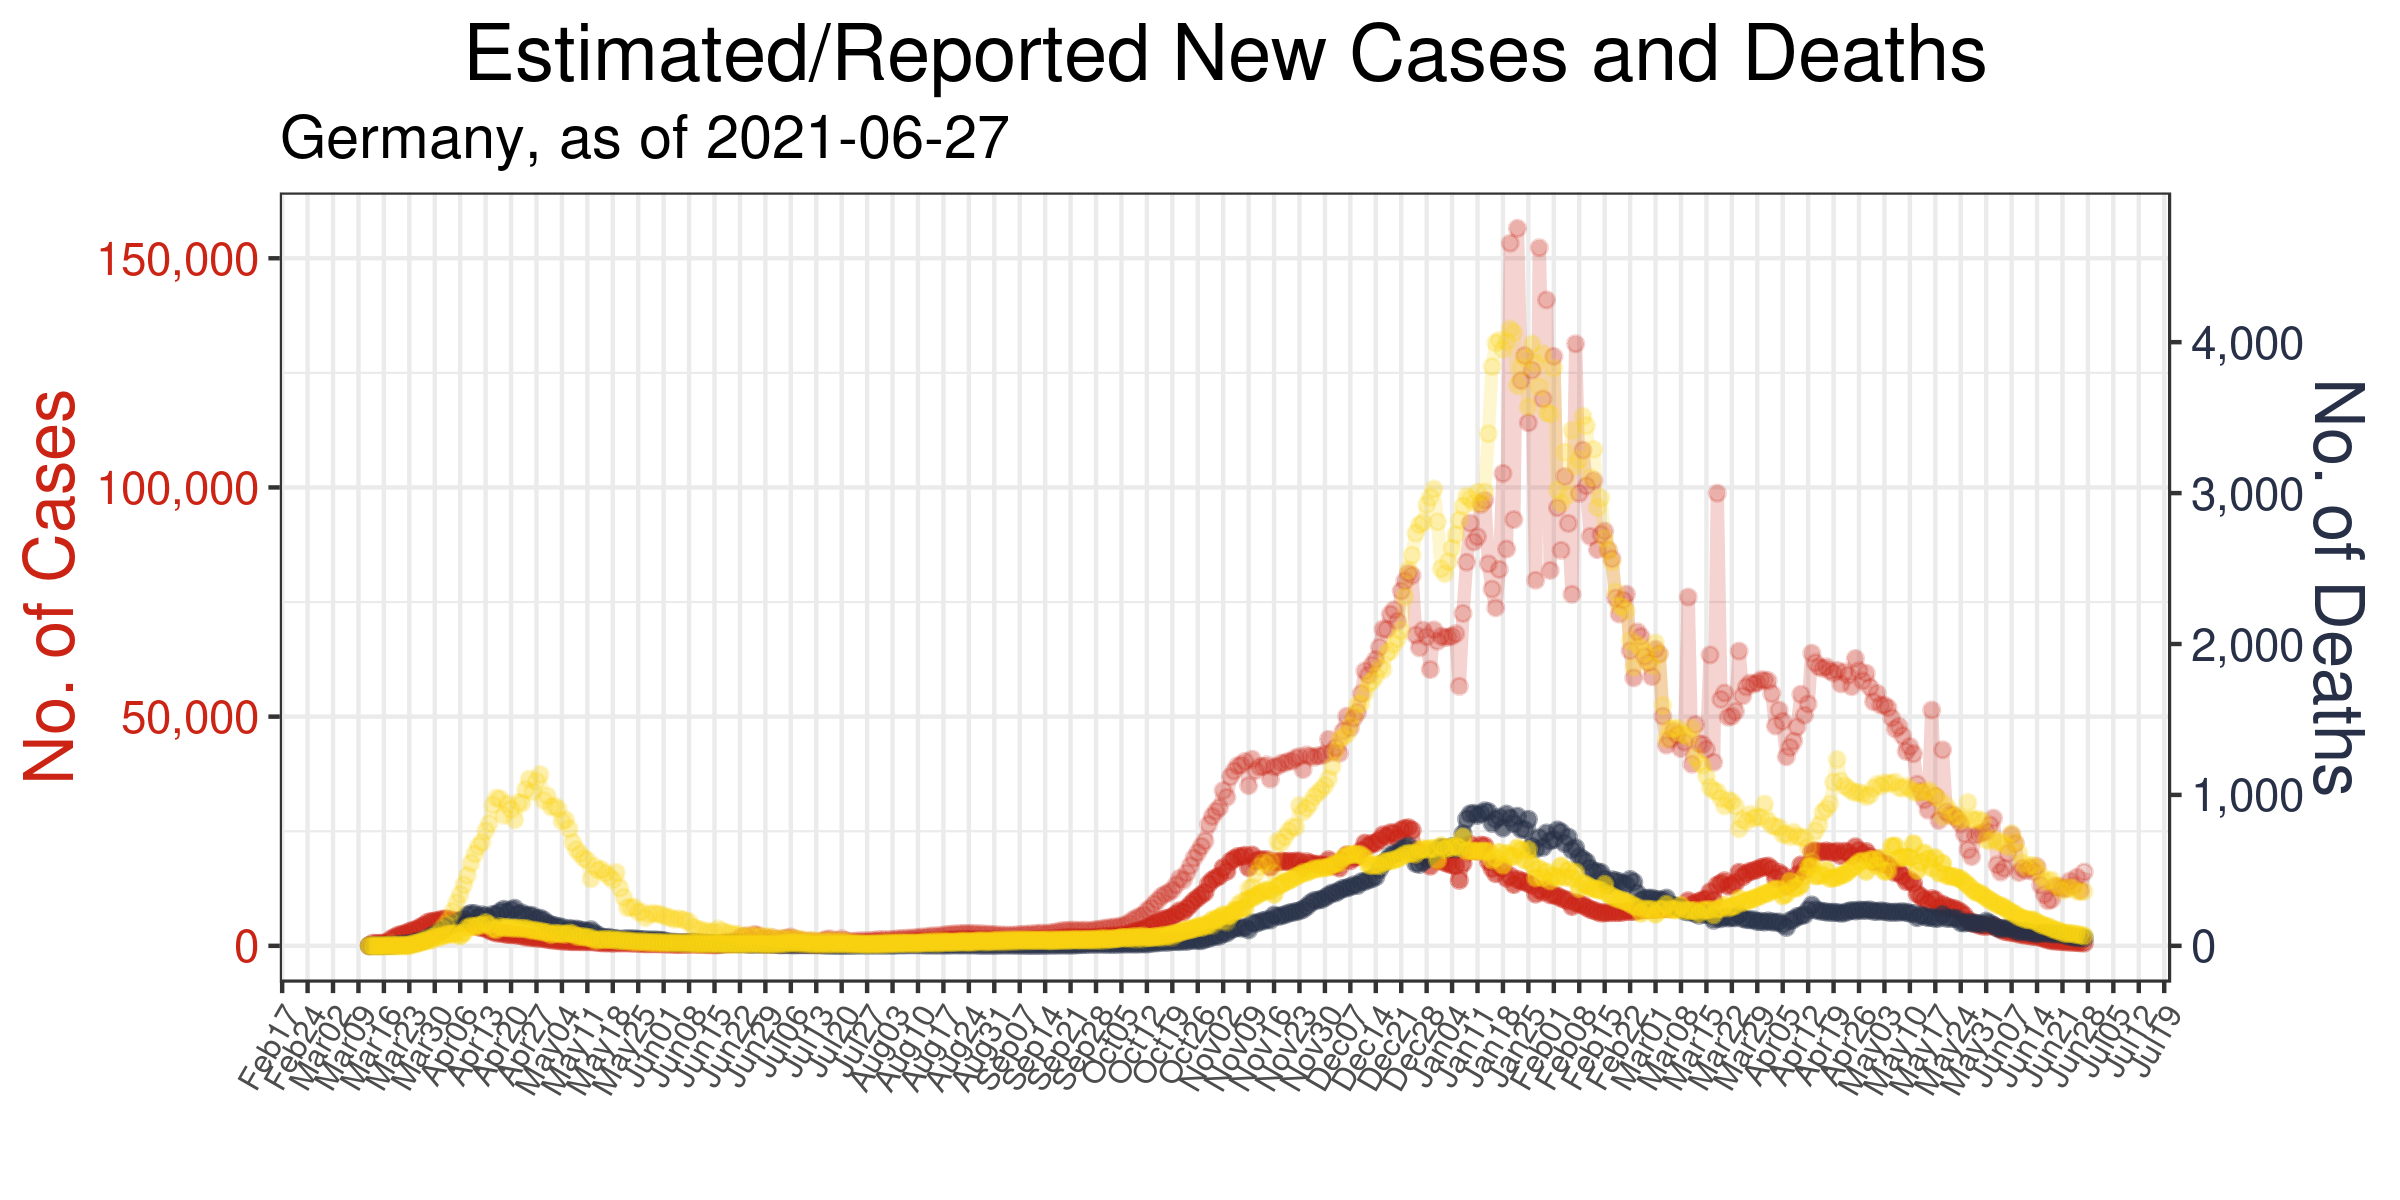 Estimated/Reported New Cases and Deaths
Germany, as of 2021-06-27
No. of Cases
150,000
100,000
50,000
0
4,000
3,000
2,000
1,000
0
No. of Deaths
Feb17
Feb24
Mar02
Mar09
Mar16
Mar23
Mar30
Apr06
Apr13
Apr20
Apr27
May04
May11
May18
May25
Jun01
Jun08
Jun15
Jun22
Jun29
Jul06
Jul13
Jul20
Jul27
Aug03
Aug10
Aug17
Aug24
Aug31
Sep07
Sep14
Sep21
Sep28
Oct05
Oct12
Oct19
Oct26
Nov02
Nov09
Nov16
Nov23
Nov30
Dec07
Dec14
Dec21
Dec28
Jan04
Jan11
Jan18
Jan25
Feb01
Feb08
Feb15
Feb22
Mar01
Mar08
Mar15
Mar22
Mar29
Apr05
Apr12
Apr19
Apr26
May03
May10
May17
May24
May31
Jun07
Jun14
Jun21
Jun28
Jul05
Jul12
Jul19